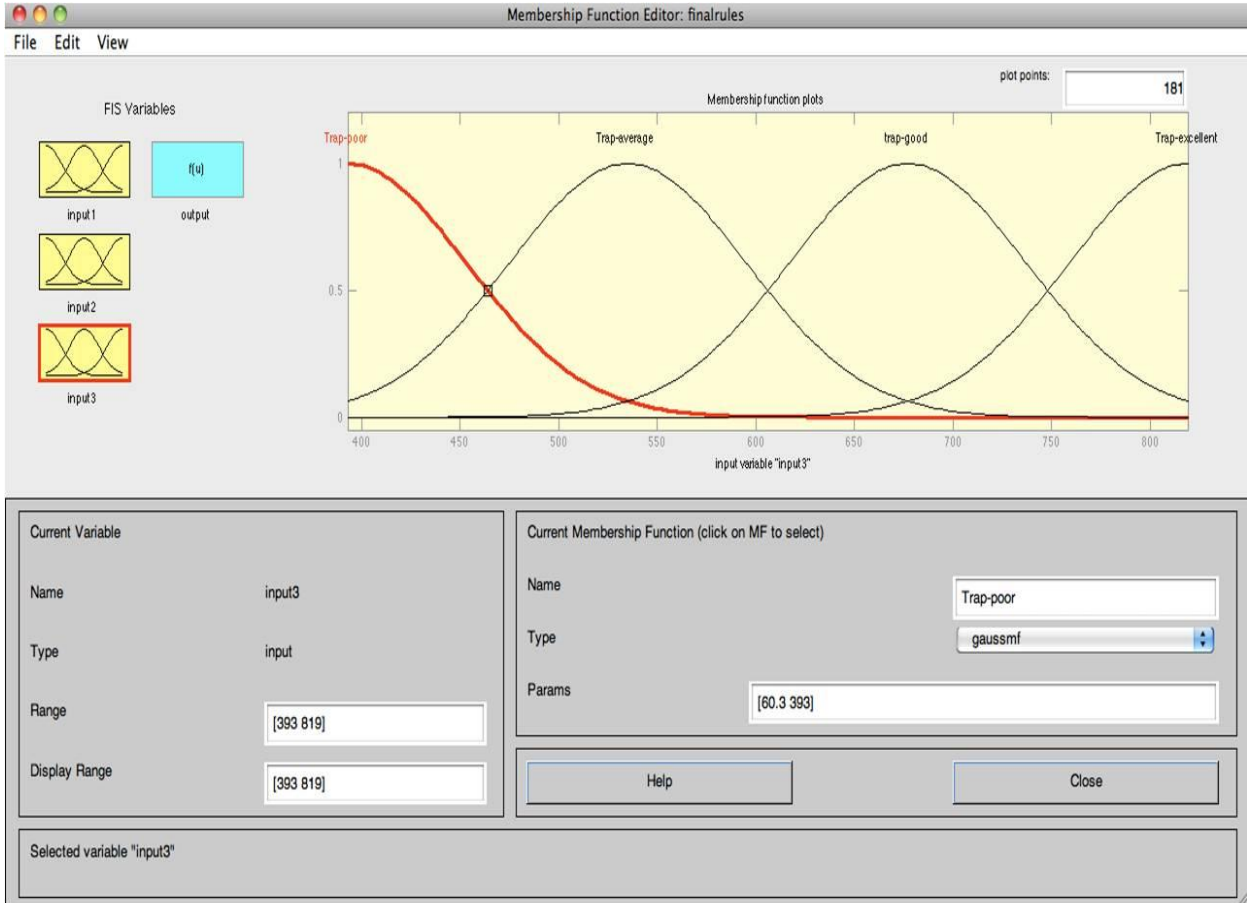 Membership Function Editor: finalrules
File Edit View
FIS Variables
f(u)
input1
output
input2
input3
plot points:
181
Membership function plots
Trap-poor
Trap-average
trap-good
Trap-excellent
1
0.5
0
400 450 500 550 600 650 700 750 800
input variable "input3"
Current Variable
Name input3
Type input
Range [393 819]
Display Range [393 819]
Current Membership Function (click on MF to select)
Name Trap-poor
Type gaussmf
Params [60.3 393]
Help Close
Selected variable "input3"